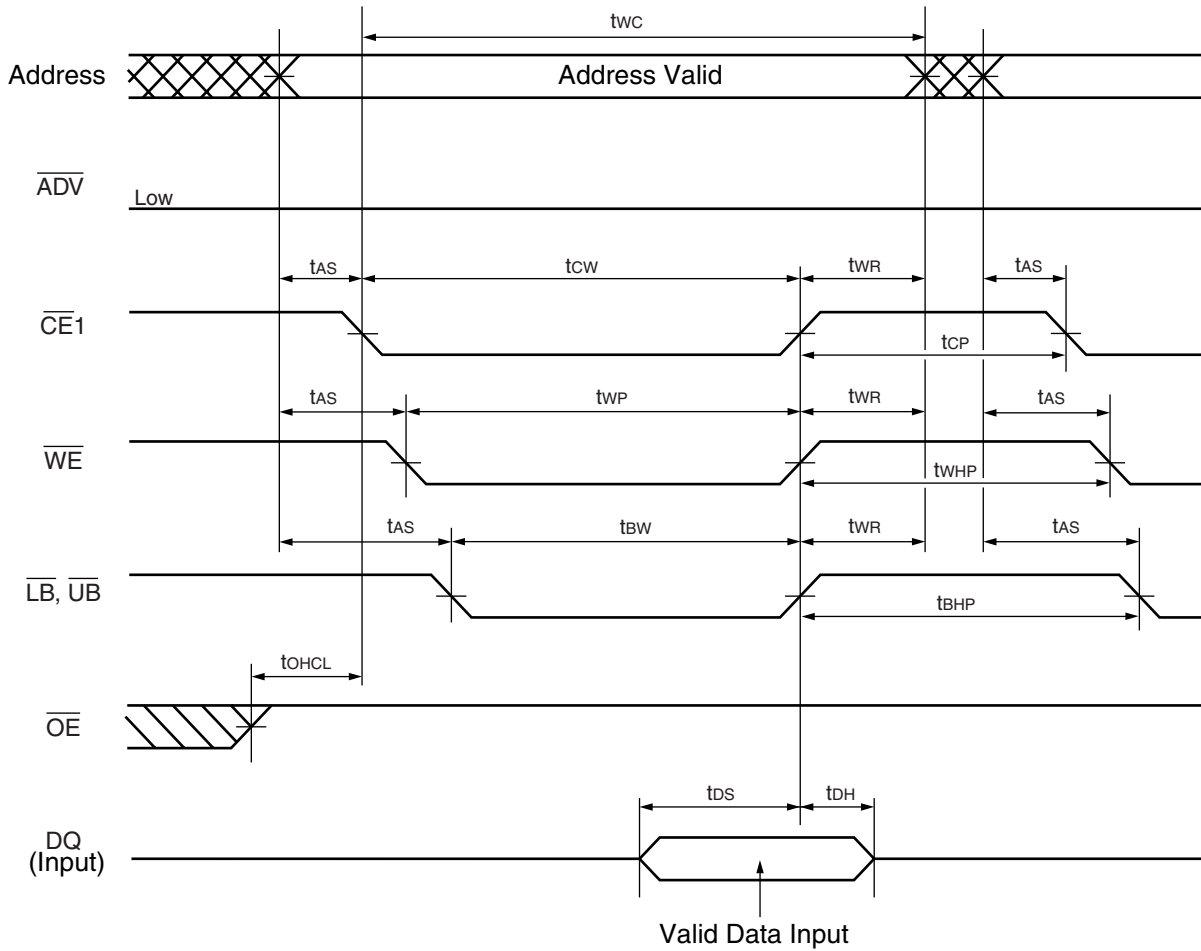 tWC
Address Address Valid
ADV
Low
tAS tCW tWR tAS
CE1
tCP
tAS tWP tWR tAS
WE
tWHP
tAS tBW tWR tAS
LB, UB
tBHP
tOHCL
OE
tDS tDH
DQ
(Input)
Valid Data Input